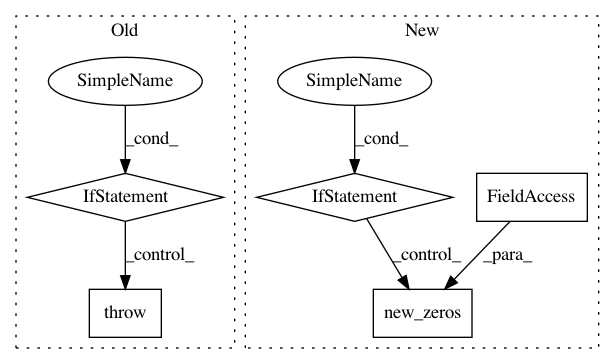 Old
New
SimpleName
SimpleName
_cond_
_cond_
IfStatement
IfStatement
FieldAccess
_control_
_control_
_para_
throw
new_zeros